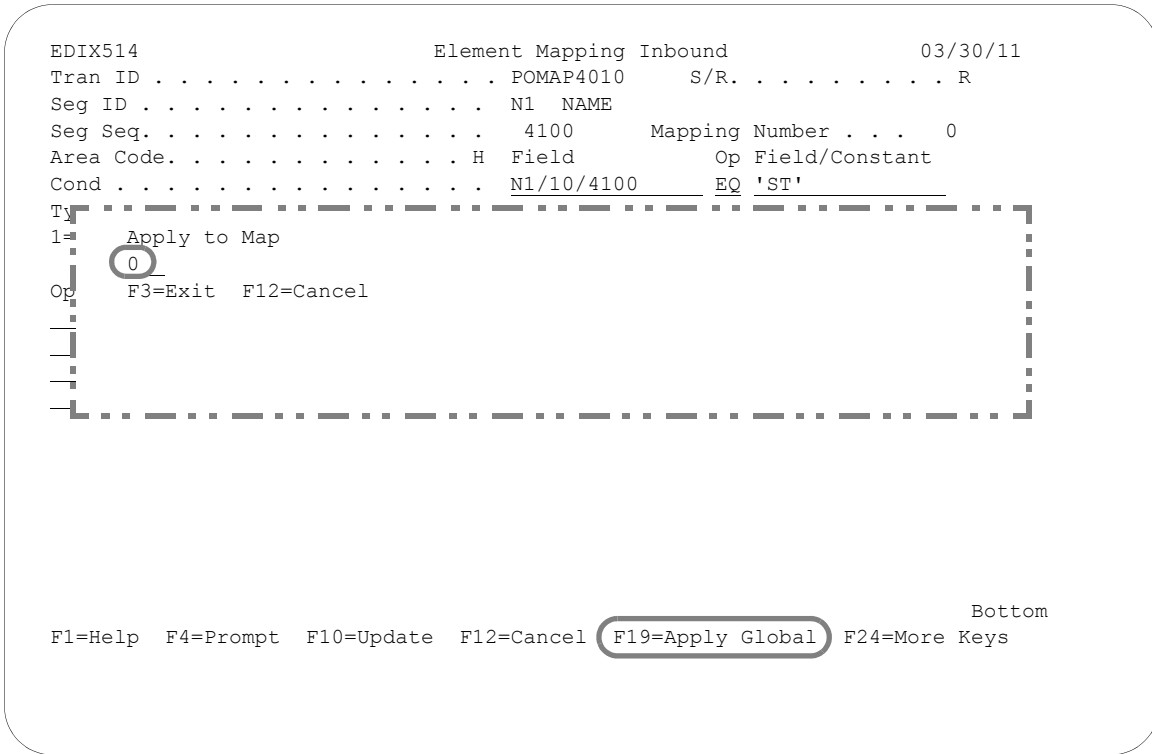 EDIX514 Element Mapping Inbound 03/30/11
Tran ID . . . . . . . . . . . . . . POMAP4010 S/R. . . . . . . . . R
Seg ID . . . . . . . . . . . . . . N1 NAME
Seg Seq. . . . . . . . . . . . . . 4100 Mapping Number . . . 0
Area Code. . . . . . . . . . . . H Field Op Field/Constant
Cond . . . . . . . . . . . . . . . N1/10/4100 EQ 'ST'
Ty
1= Apply to Map
0
Op F3=Exit F12=Cancel
Bottom
F1=Help F4=Prompt F10=Update F12=Cancel F19=Apply Global F24=More Keys